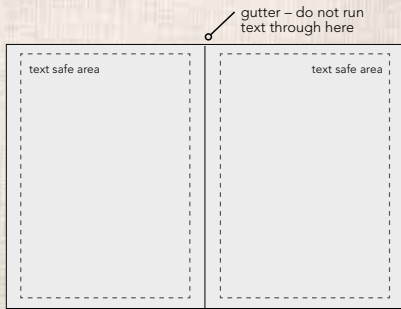 gutter – do not run
text through here
text safe area
text safe area